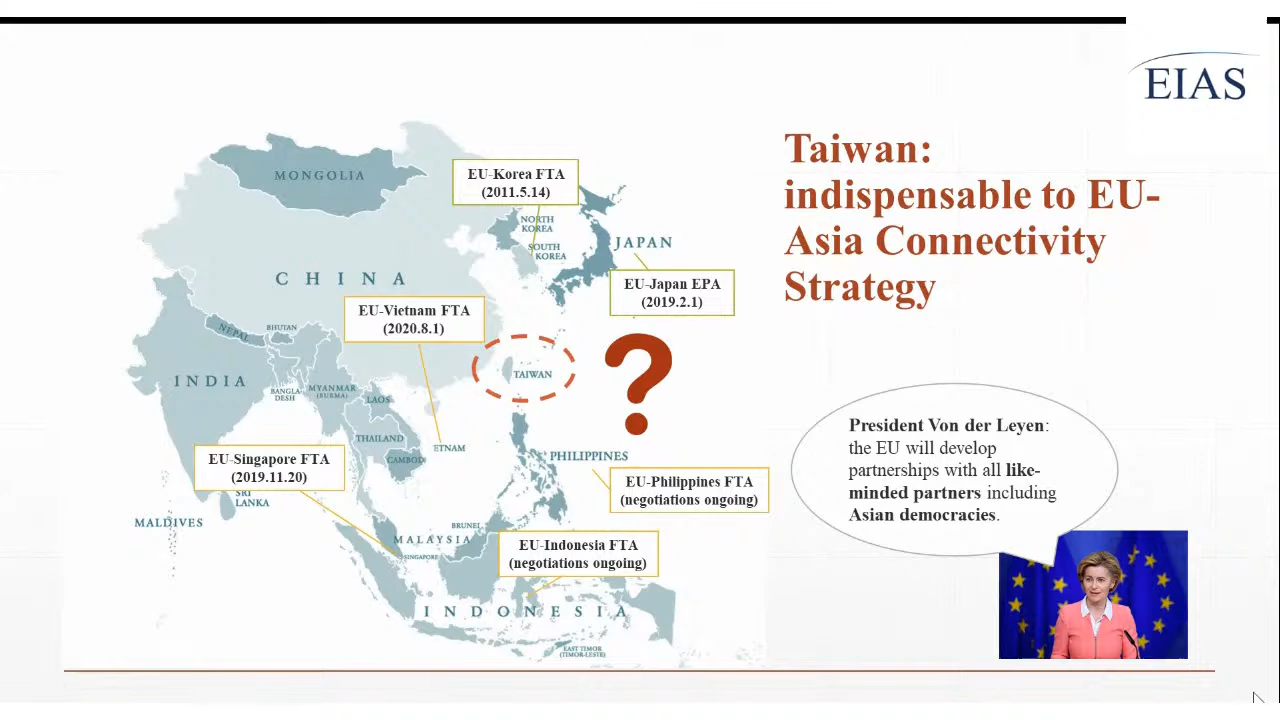 EIAS
Taiwan:
indispensable to EU-
Asia Connectivity
Strategy
MONGOLIA
EU-Korea FTA
(2011.5.14)
NORTH
KOREA
SOUTH
KOREA
JAPAN
CHINA
EU-Japan EPA
(2019.2.1)
EU-Vietnam FTA
(2020.8.1)
NEPAL
BHUTAN
INDIA
BANGLA-
DESH
MYANMAR
(BURMA)
LAOS
TAIWAN
?
THAILAND
CAMBOD
ETNAM
PHILIPPINES
EU-Singapore FTA
(2019.11.20)
EU-Philippines FTA
(negotiations ongoing)
SRI
LANKA
MALDIVES
BRUNEI
MALAYSIA
SINGAPORE
EU-Indonesia FTA
(negotiations ongoing)
INDONESIA
EAST TIMOR
(TIMOR-LESTE)
President Von der Leyen:
the EU will develop
partnerships with all like-
minded partners including
Asian democracies.